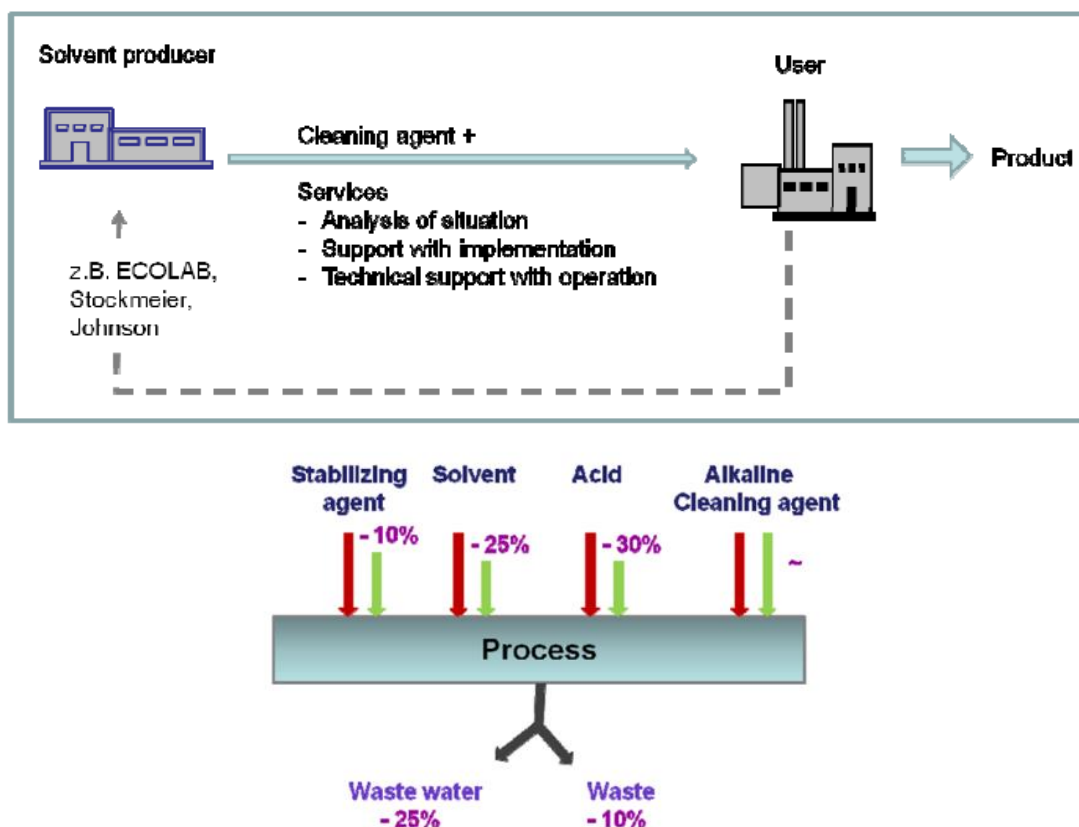 Solvent producer
User
Cleaning agent +
Product
Services
- Analysis of situation
- Support with implementation
- Technical support with operation
z.B. ECOLAB,
Stockmeier,
Johnson
Stabilizing
agent
Solvent
Acid
Alkaline
Cleaning agent
- 10%
- 25%
- 30%
~
Process
Waste water
- 25%
Waste
- 10%